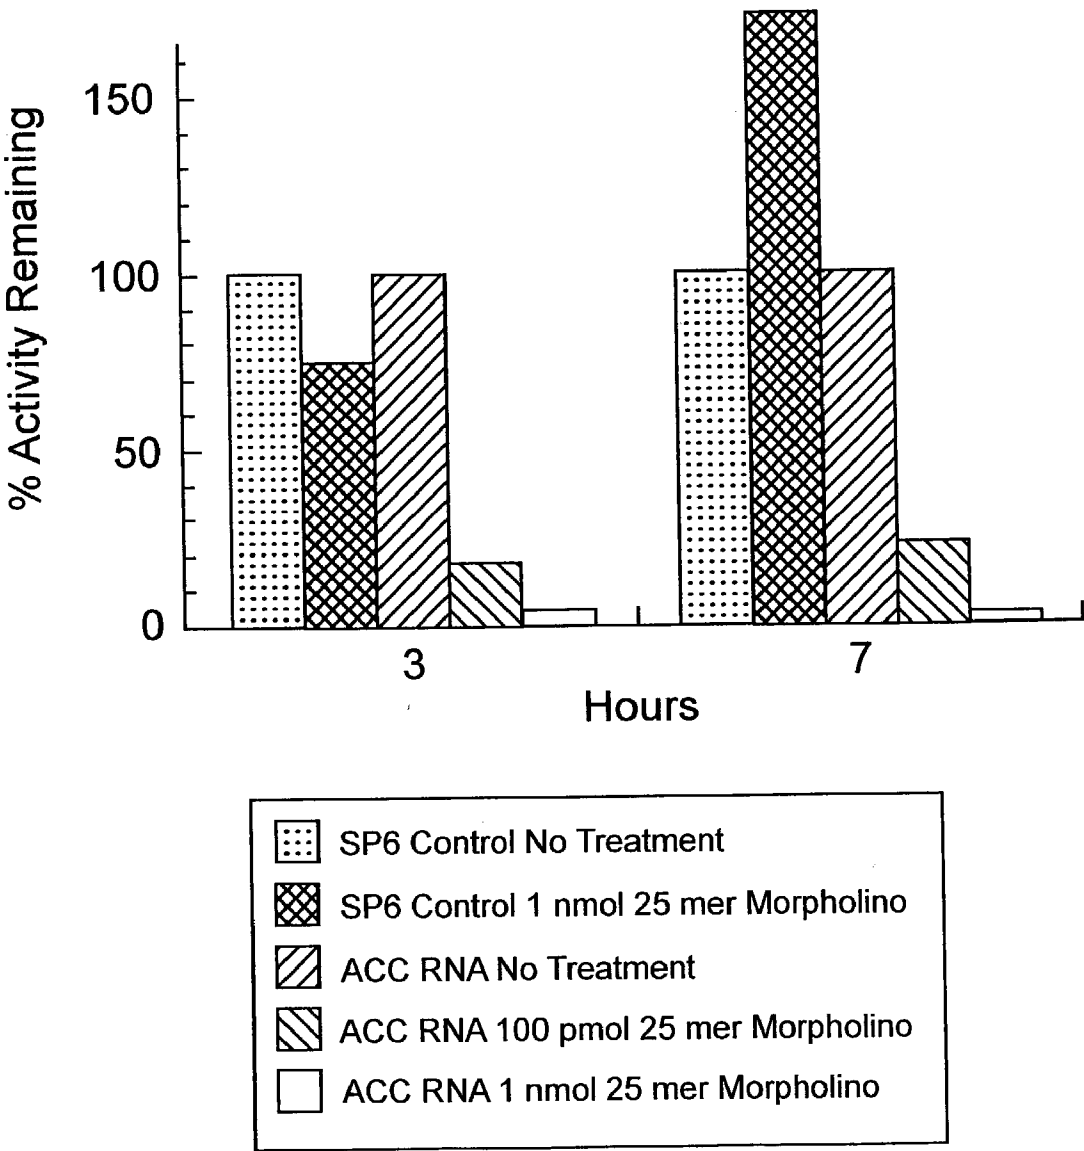 % Activity Remaining
150
100
50
0
3
7
Hours
SP6 Control No Treatment
SP6 Control 1 nmol 25 mer Morpholino
ACC RNA No Treatment
ACC RNA 100 pmol 25 mer Morpholino
ACC RNA 1 nmol 25 mer Morpholino